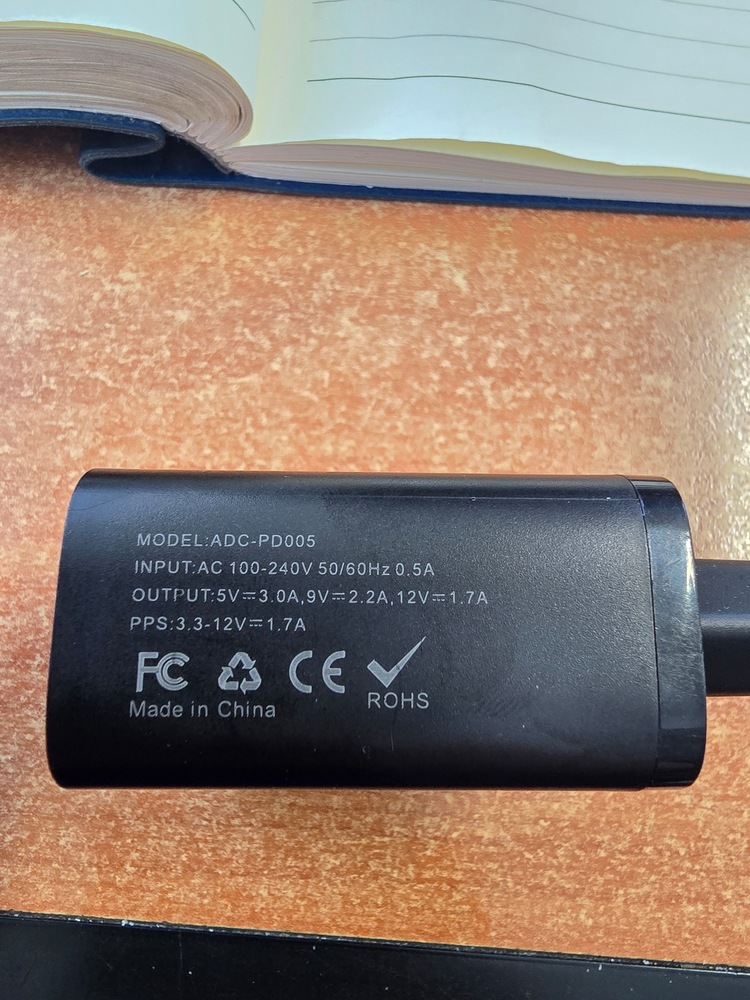 MODEL:ADC-PD005
INPUT:AC 100-240V 50/60Hz 0.5A
OUTPUT:5V⎓3.0A,9V⎓2.2A,12V⎓1.7A
PPS:3.3-12V⎓1.7A
FC CE
ROHS
Made in China